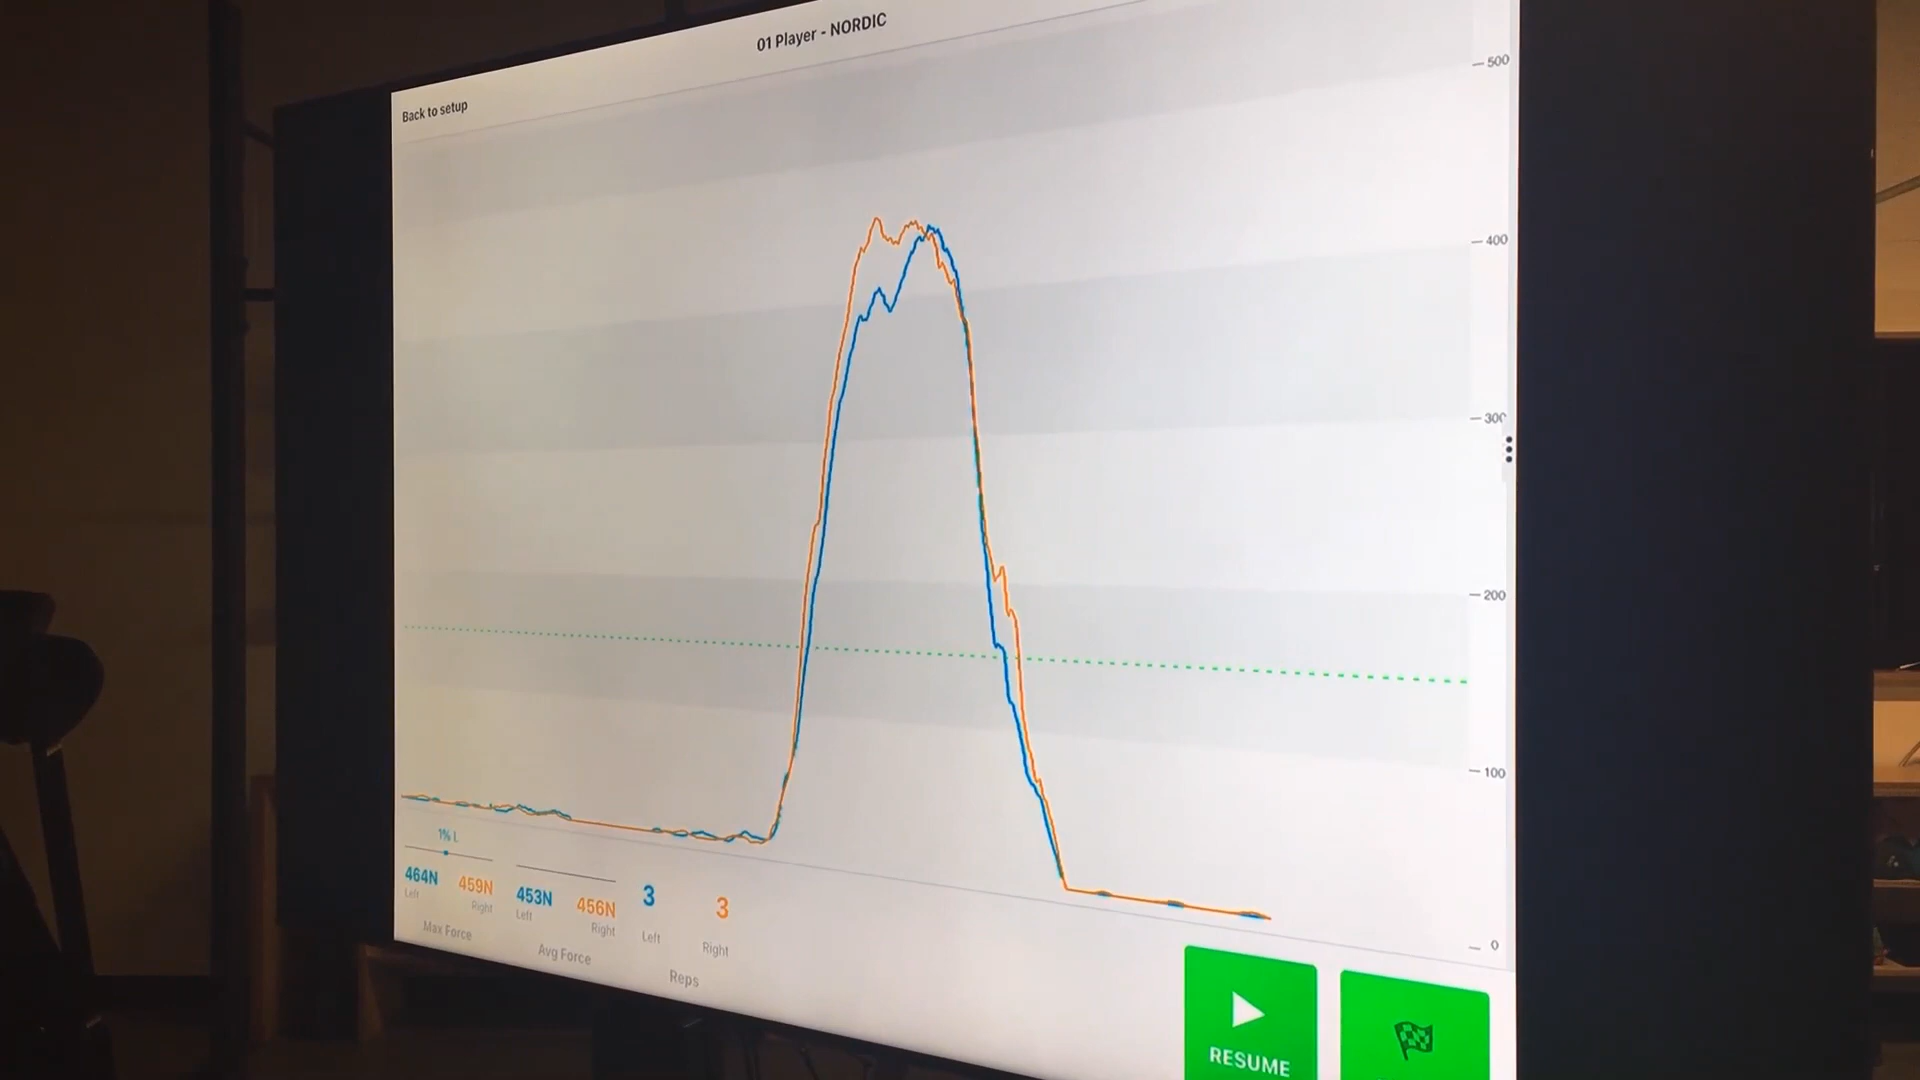 01 Player - NORDIC
Back to setup
500
400
300
200
100
0
1% L
464N 459N 453N 456N 3 3
Left Right Left Right Left Right
Max Force Avg Force Reps
RESUME